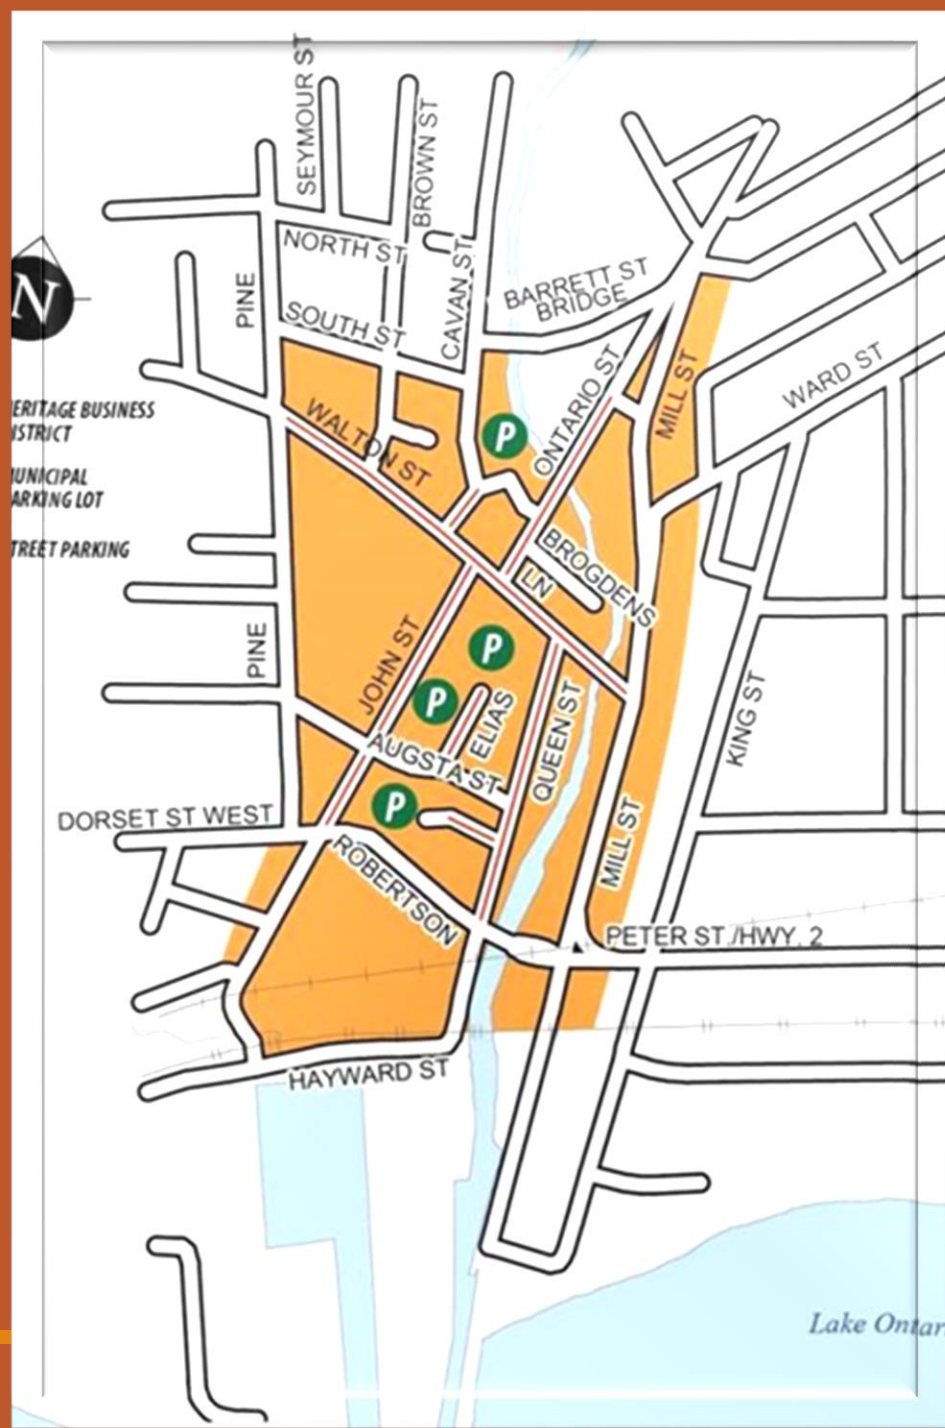 SEYMOUR ST
BROWN ST
NORTH ST
CAVAN ST
BARRETT ST
BRIDGE
N
PINE
SOUTH ST
ONTARIO ST
MILL ST
WARD ST
ERITAGE BUSINESS
ISTRICT
UNICIPAL
ARKING LOT
TREET PARKING
WALTON ST
P
BROGDENS
LN
PINE
JOHN ST
P
P
ELIAS
QUEEN ST
KING ST
AUGSTA ST
P
DORSET ST WEST
ROBERTSON
MILL ST
PETER ST./HWY. 2
HAYWARD ST
Lake Ontar